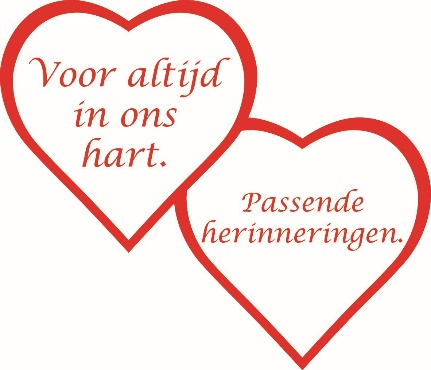 Voor altijd
in ons
hart.
Passende
herinneringen.